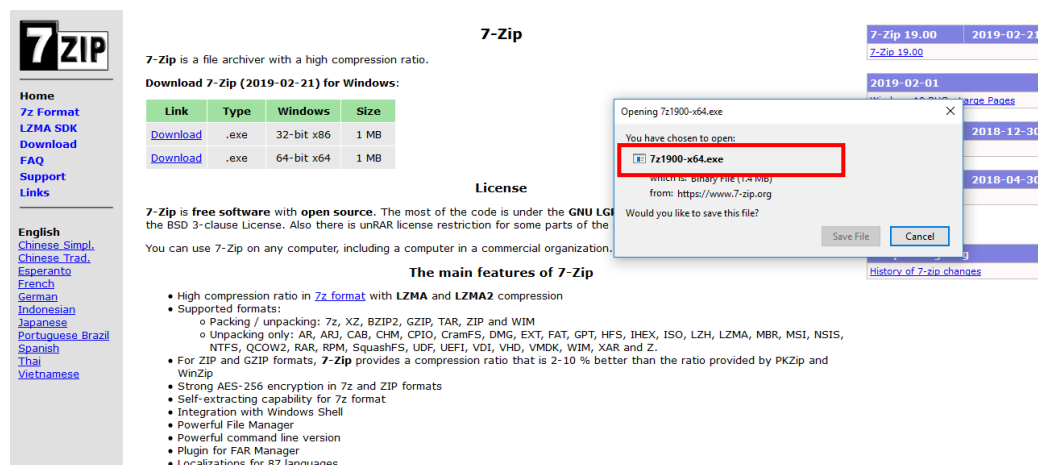 7 ZIP
Home
7z Format
LZMA SDK
Download
FAQ
Support
Links
English
Chinese Simpl.
Chinese Trad.
Esperanto
French
German
Indonesian
Japanese
Portuguese Brazil
Spanish
Thai
Vietnamese
7-Zip
7-Zip is a file archiver with a high compression ratio.
Download 7-Zip (2019-02-21) for Windows:
Link Type Windows Size
Download .exe 32-bit x86 1 MB
Download .exe 64-bit x64 1 MB
License
7-Zip is free software with open source. The most of the code is under the GNU LG
the BSD 3-clause License. Also there is unRAR license restriction for some parts of the
You can use 7-Zip on any computer, including a computer in a commercial organization.
The main features of 7-Zip
• High compression ratio in 7z format with LZMA and LZMA2 compression
• Supported formats:
o Packing / unpacking: 7z, XZ, BZIP2, GZIP, TAR, ZIP and WIM
o Unpacking only: AR, ARJ, CAB, CHM, CPIO, CramFS, DMG, EXT, FAT, GPT, HFS, IHEX, ISO, LZH, LZMA, MBR, MSI, NSIS,
NTFS, QCOW2, RAR, RPM, SquashFS, UDF, UEFI, VDI, VHD, VMDK, WIM, XAR and Z.
• For ZIP and GZIP formats, 7-Zip provides a compression ratio that is 2-10 % better than the ratio provided by PKZip and
WinZip
• Strong AES-256 encryption in 7z and ZIP formats
• Self-extracting capability for 7z format
• Integration with Windows Shell
• Powerful File Manager
• Powerful command line version
• Plugin for FAR Manager
• Localizations for 87 languages
Opening 7z1900-x64.exe
You have chosen to open:
7z1900-x64.exe
which is: Binary File (1.4 MB)
from: https://www.7-zip.org
Would you like to save this file?
Save File Cancel
7-Zip 19.00 2019-02-21
7-Zip 19.00
2019-02-01
Pages
2018-12-30
2018-04-30
History of 7-zip changes